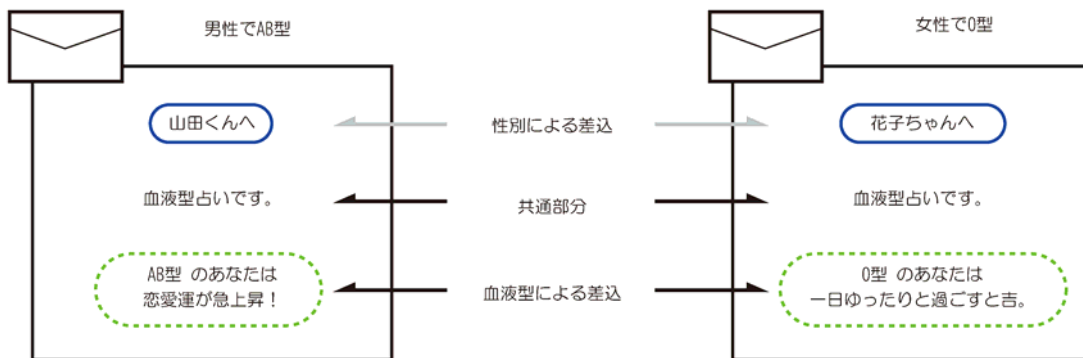 男性でAB型
女性でO型
山田くんへ
性別による差込
花子ちゃんへ
血液型占いです。
共通部分
血液型占いです。
AB型 のあなたは
恋愛運が急上昇！
血液型による差込
O型 のあなたは
一日ゆったりと過ごすと吉。